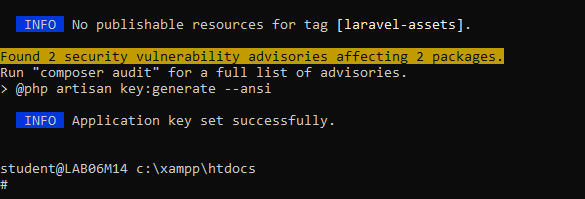 INFO No publishable resources for tag [laravel-assets].
Found 2 security vulnerability advisories affecting 2 packages.
Run "composer audit" for a full list of advisories.
> @php artisan key:generate --ansi
INFO Application key set successfully.
student@LAB06M14 c:\xampp\htdocs
#